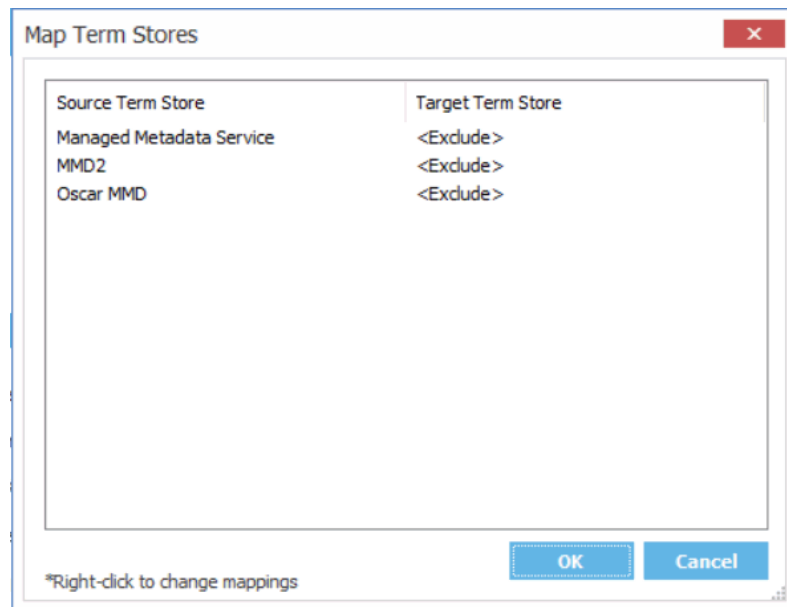 Map Term Stores
Source Term Store Target Term Store
Managed Metadata Service <Exclude>
MMD2 <Exclude>
Oscar MMD <Exclude>
OK Cancel
*Right-click to change mappings